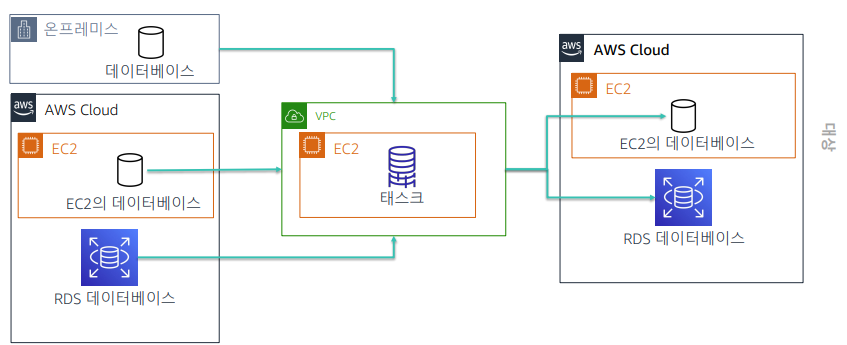 온프레미스
데이터베이스
aws
AWS Cloud
EC2
EC2의 데이터베이스
RDS 데이터베이스
VPC
EC2
태스크
aws
AWS Cloud
EC2
EC2의 데이터베이스
RDS 데이터베이스
대상